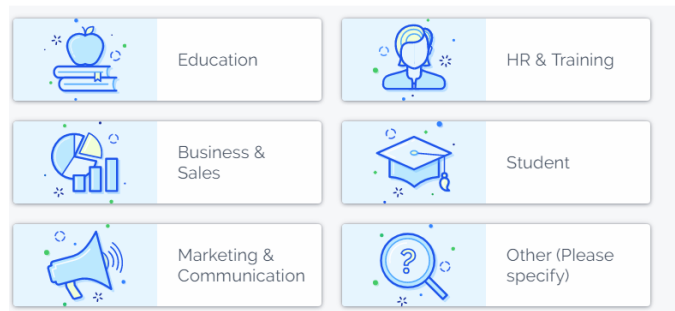 Education
HR & Training
Business &
Sales
Student
Marketing &
Communication
Other (Please
specify)
?